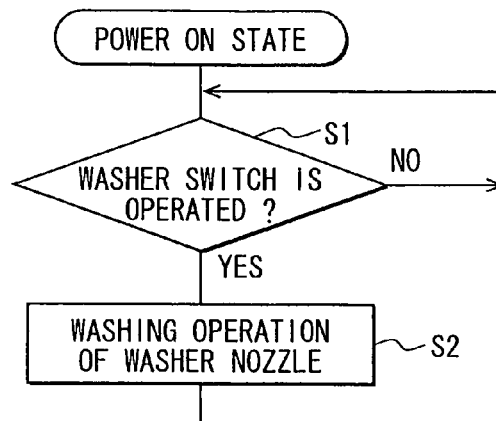 POWER ON STATE
S1
WASHER SWITCH IS
OPERATED ?
NO
YES
WASHING OPERATION
OF WASHER NOZZLE
S2